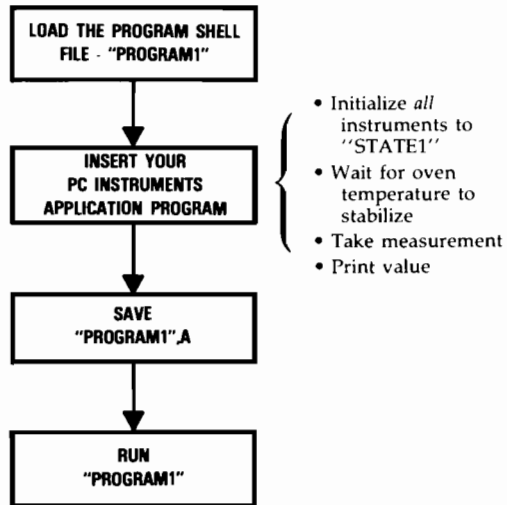 LOAD THE PROGRAM SHELL
FILE - "PROGRAM1"
INSERT YOUR
PC INSTRUMENTS
APPLICATION PROGRAM
• Initialize all
instruments to
''STATE1''
• Wait for oven
temperature to
stabilize
• Take measurement
• Print value
SAVE
"PROGRAM1",A
RUN
"PROGRAM1"